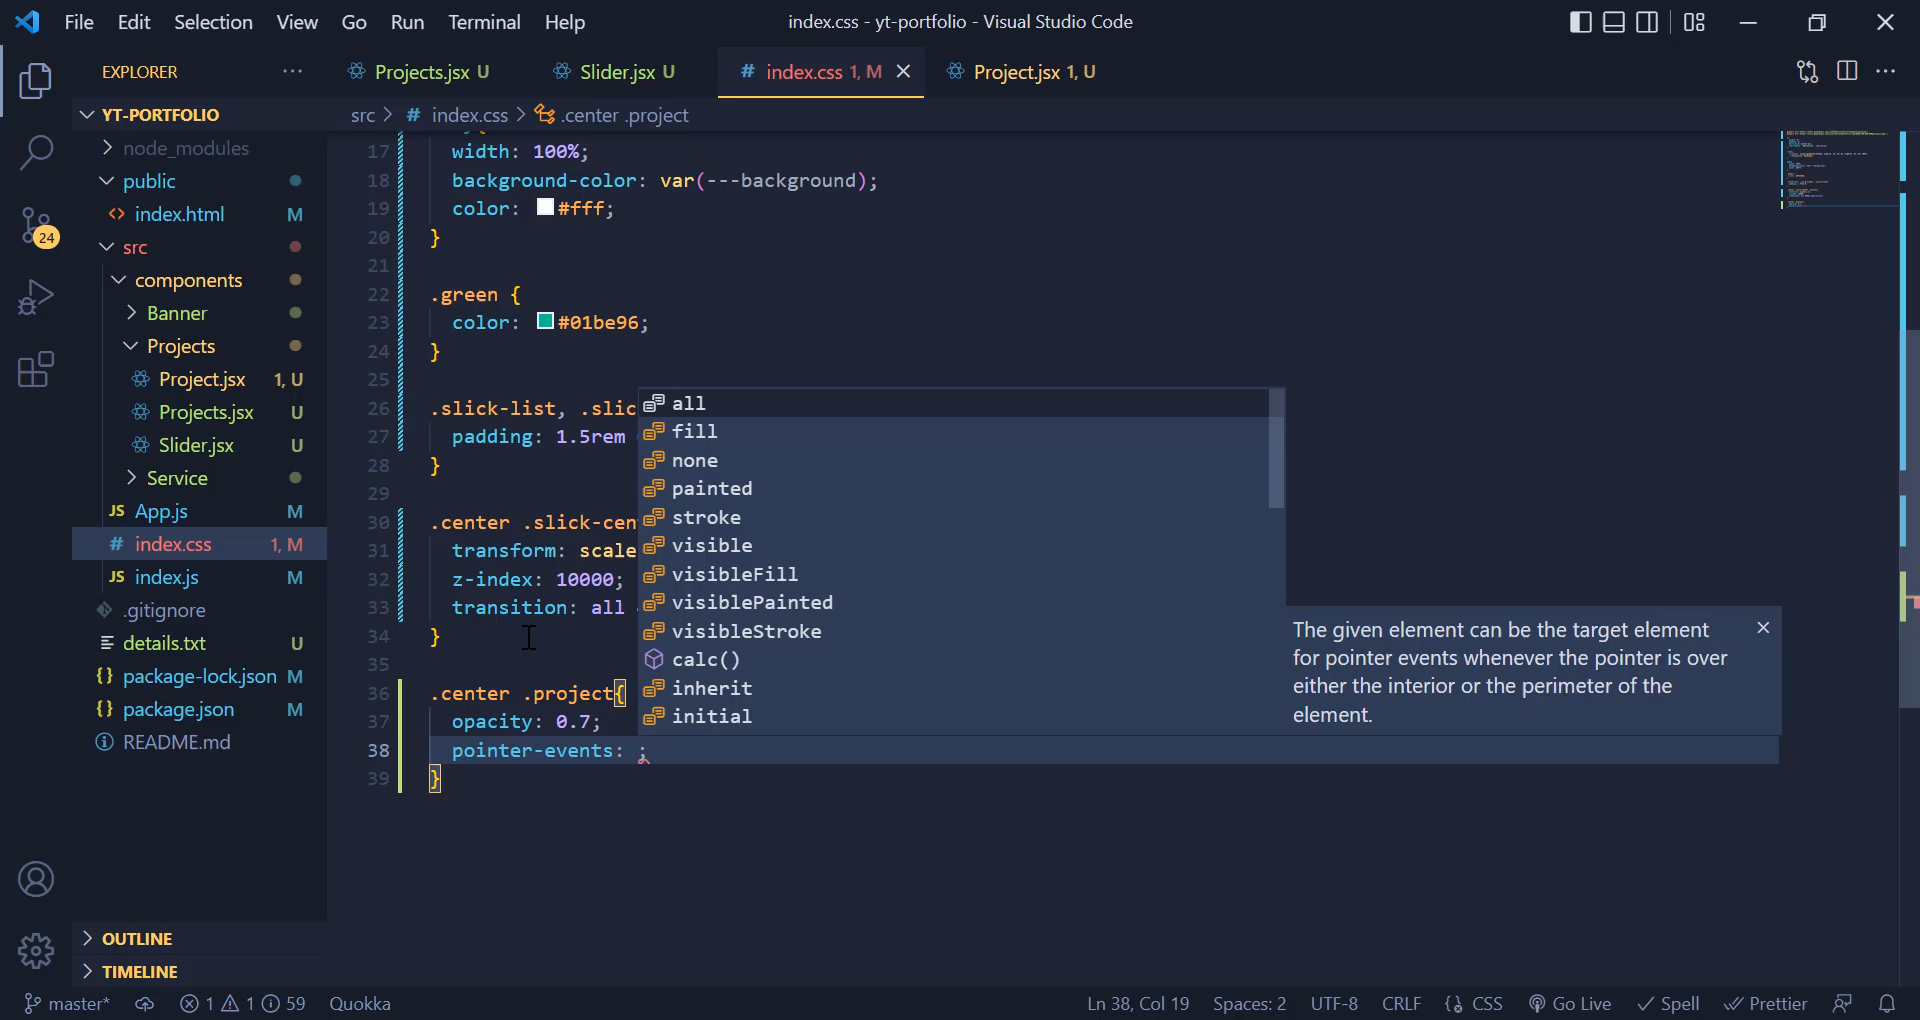 File Edit Selection View Go Run Terminal Help
index.css - yt-portfolio - Visual Studio Code
EXPLORER
YT-PORTFOLIO
node_modules
public
index.html M
src
components
Banner
Projects
Project.jsx 1, U
Projects.jsx U
Slider.jsx U
Service
JS App.js M
# index.css 1, M
JS index.js M
.gitignore
details.txt U
{} package-lock.json M
{} package.json M
README.md
OUTLINE
TIMELINE
24
Projects.jsx U
Slider.jsx U
# index.css 1, M
Project.jsx 1, U
src > # index.css > .center .project
17 width: 100%;
18 background-color: var(---background);
19 color: #fff;
20 }
21
22 .green {
23 color: #01be96;
24 }
25
26 .slick-list, .slic
27 padding: 1.5rem
28 }
29
30 .center .slick-cen
31 transform: scale
32 z-index: 10000;
33 transition: all
34 }
35
36 .center .project{
37 opacity: 0.7;
38 pointer-events: ;
39 }
all
fill
none
painted
stroke
visible
visibleFill
visiblePainted
visibleStroke
calc()
inherit
initial
The given element can be the target element
for pointer events whenever the pointer is over
either the interior or the perimeter of the
element.
master* 1 1 59 Quokka
Ln 38, Col 19 Spaces: 2 UTF-8 CRLF {} CSS Go Live Spell Prettier